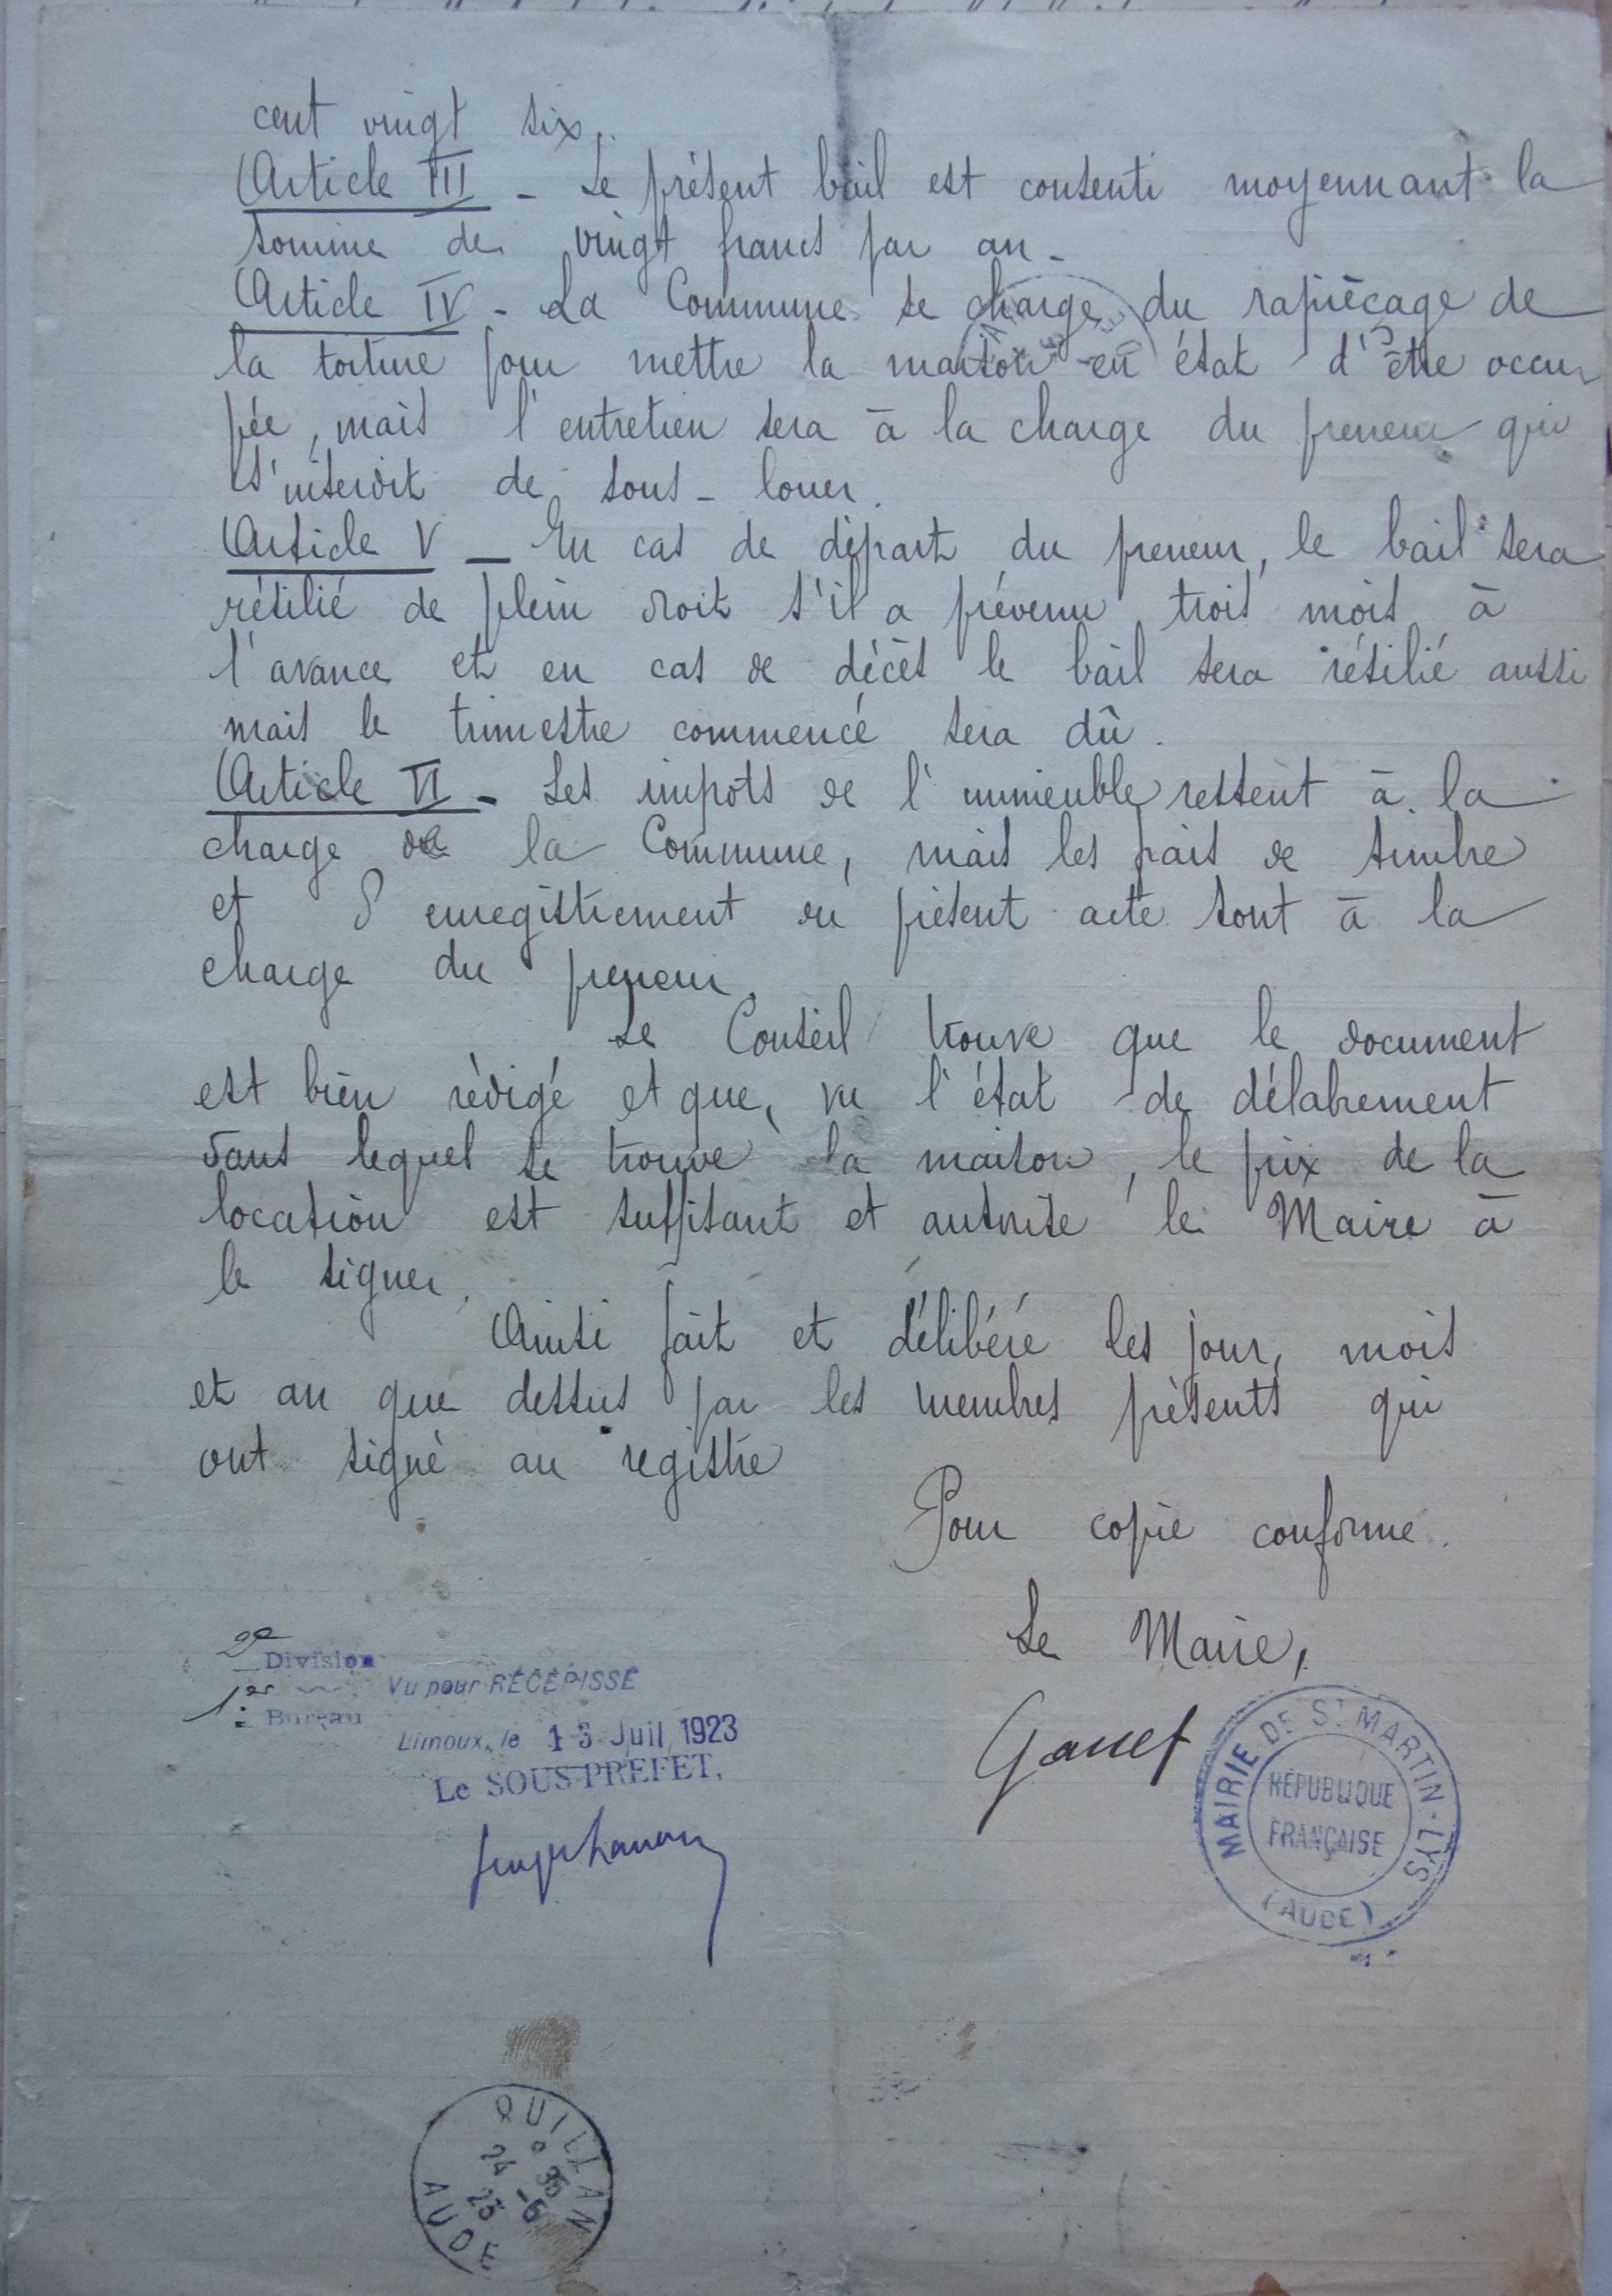 cent vingt six.
Article III - Le présent bail est consenti moyennant la
somme de vingt francs par an -
Article IV - La Commune se charge du rapiècage de
la toiture pour mettre la maison en état d'être occu
pée, mais l'entretien sera à la charge du preneur qui
s'interdit de sous-louer.
Article V - En cas de départ du preneur, le bail sera
résilié de plein droit s'il a prévenu trois mois à
l'avance et en cas de décès le bail sera résilié aussi
mais le trimestre commencé sera dû.
Article VI - Les impots de l'immeuble restent à la
charge de la Commune, mais les frais de timbre
et d'enregistrement du présent acte sont à la
charge du preneur.
Le Conseil trouve que le document
est bien rédigé et que, vu l'état de délabrement
dans lequel se trouve la maison, le prix de la
location est suffisant et autorise le Maire à
le signer.
Ainsi fait et délibéré les jour, mois
et an que dessus par les membres présents qui
ont signé au registre
Pour copie conforme.
Le Maire,
2e Division
1er Bureau
Vu pour RÉCÉPISSÉ
Limoux, le 13 Juil 1923
Le SOUS-PRÉFET,
MAIRIE DE ST MARTIN-LYS
RÉPUBLIQUE
FRANÇAISE
(AUDE)
QUILLAN
24 -6
23
AUDE